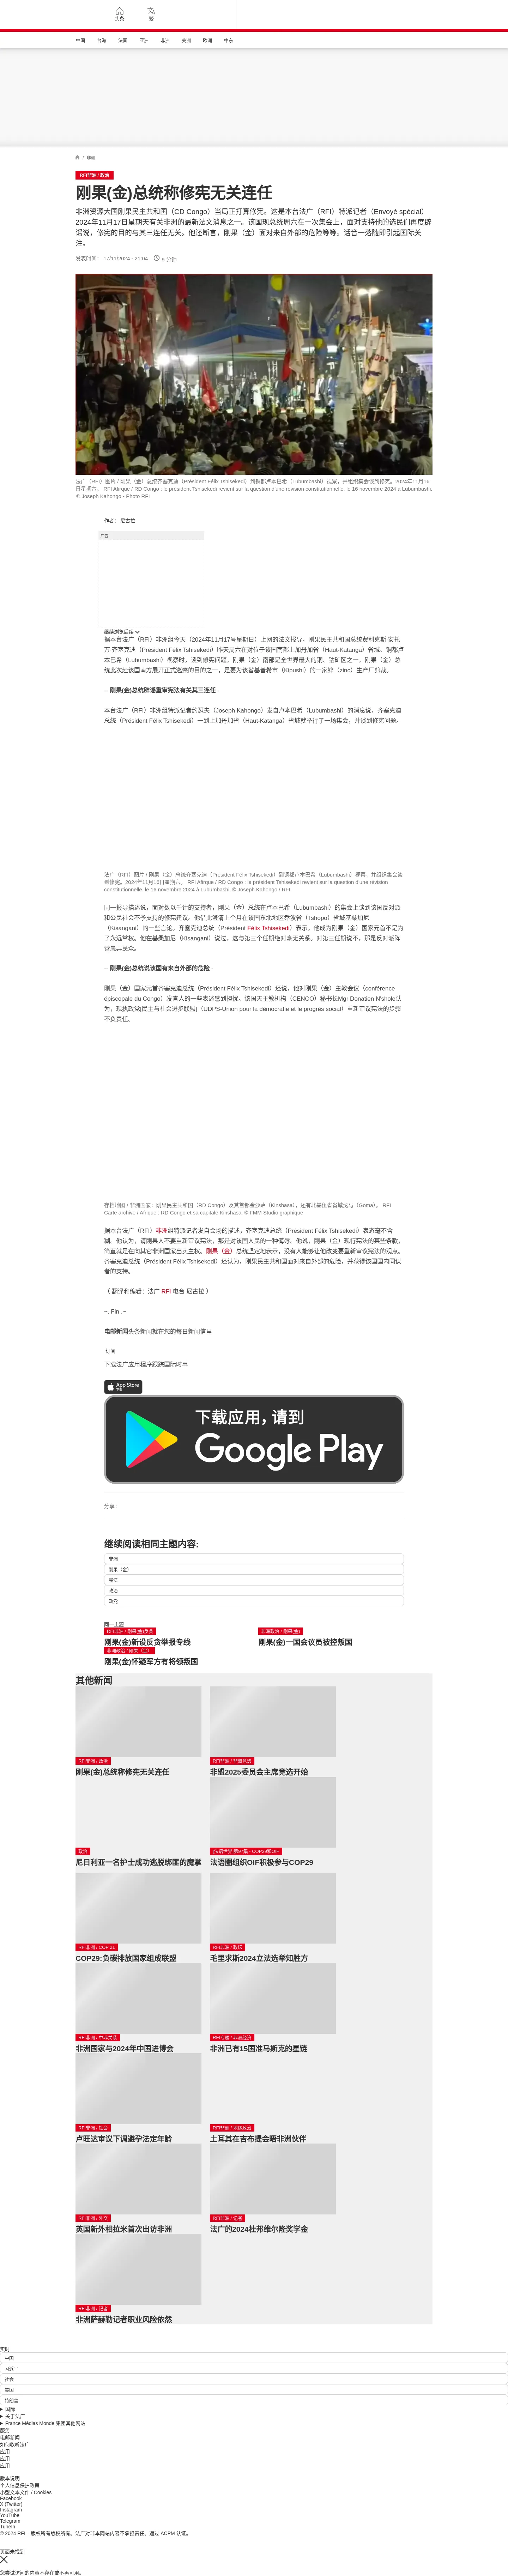 头条
繁
中国
台海
法国
亚洲
非洲
美洲
欧洲
中东
/ 非洲
RFI非洲 / 政治
刚果(金)总统称修宪无关连任
非洲资源大国刚果民主共和国（CD Congo）当局正打算修宪。这是本台法广（RFI）特派记者（Envoyé spécial）
2024年11月17日星期天有关非洲的最新法文消息之一。该国现总统周六在一次集会上，面对支持他的选民们再度辟
谣说，修宪的目的与其三连任无关。他还断言，刚果（金）面对来自外部的危险等等。话音一落随即引起国际关
注。
发表时间： 17/11/2024 - 21:04
9 分钟
法广（RFI）图片 / 刚果（金）总统齐塞克迪（Président Félix Tshisekedi）到铜都卢本巴希（Lubumbashi）视察，并组织集会谈到修宪。2024年11月16
日星期六。 RFI Afirque / RD Congo : le président Tshisekedi revient sur la question d'une révision constitutionnelle. le 16 novembre 2024 à Lubumbashi.
© Joseph Kahongo - Photo RFI
作者： 尼古拉
广告
继续浏览后续
据本台法广（RFI）非洲组今天（2024年11月17号星期日）上网的法文报导，刚果民主共和国总统费利克斯·安托
万·齐塞克迪（Président Félix Tshisekedi）昨天周六在对位于该国南部上加丹加省（Haut-Katanga）省城、铜都卢
本巴希（Lubumbashi）视察时，谈到修宪问题。刚果（金）南部是全世界最大的铜、钴矿区之一。刚果（金）总
统此次赴该国南方展开正式巡察的目的之一，是要为该省基普希市（Kipushi）的一家锌（zinc）生产厂剪裁。
-- 刚果(金)总统辟谣重审宪法有关其三连任 -
本台法广（RFI）非洲组特派记者约瑟夫（Joseph Kahongo）发自卢本巴希（Lubumbashi）的消息说，齐塞克迪
总统（Président Félix Tshisekedi）一到上加丹加省（Haut-Katanga）省城就举行了一场集会，并谈到修宪问题。
法广（RFI）图片 / 刚果（金）总统齐塞克迪（Président Félix Tshisekedi）到铜都卢本巴希（Lubumbashi）视察，并组织集会谈
到修宪。2024年11月16日星期六。 RFI Afirque / RD Congo : le président Tshisekedi revient sur la question d'une révision
constitutionnelle. le 16 novembre 2024 à Lubumbashi. © Joseph Kahongo / RFI
同一报导描述说，面对数以千计的支持者，刚果（金）总统在卢本巴希（Lubumbashi）的集会上谈到该国反对派
和公民社会不予支持的修宪建议。他借此澄清上个月在该国东北地区乔波省（Tshopo）省城基桑加尼
（Kisangani）的一些言论。齐塞克迪总统（Président Félix Tshisekedi）表示，他成为刚果（金）国家元首不是为
了永远掌权。他在基桑加尼（Kisangani）说过，这与第三个任期绝对毫无关系。对第三任期说不，那是反对派阵
营愚弄民众。
-- 刚果(金)总统说该国有来自外部的危险 -
刚果（金）国家元首齐塞克迪总统（Président Félix Tshisekedi）还说，他对刚果（金）主教会议（conférence
épiscopale du Congo）发言人的一些表述感到担忧。该国天主教机构（CENCO）秘书长Mgr Donatien N'shole认
为，现执政党[民主与社会进步联盟]（UDPS-Union pour la démocratie et le progrès social）重新审议宪法的步骤
不负责任。
存档地图 / 非洲国家：刚果民主共和国（RD Congo）及其首都金沙萨（Kinshasa），还有北基伍省省城戈马（Goma）。 RFI
Carte archive / Afrique : RD Congo et sa capitale Kinshasa. © FMM Studio graphique
据本台法广（RFI）非洲组特派记者发自会场的描述，齐塞克迪总统（Président Félix Tshisekedi）表态毫不含
糊。他认为，请刚果人不要重新审议宪法，那是对该国人民的一种侮辱。他说，刚果（金）现行宪法的某些条款，
简直就是在向其它非洲国家出卖主权。刚果（金）总统坚定地表示，没有人能够让他改变要重新审议宪法的观点。
齐塞克迪总统（Président Félix Tshisekedi）还认为，刚果民主共和国面对来自外部的危险，并获得该国国内同谋
者的支持。
（ 翻译和编辑：法广 RFI 电台 尼古拉 ）
~. Fin .~
电邮新闻头条新闻就在您的每日新闻信里
订阅
下载法广应用程序跟踪国际时事
App Store
下载
下载应用，请到
Google Play
分享 :
继续阅读相同主题内容:
非洲
刚果（金）
宪法
政治
政党
同一主题
RFI非洲 / 刚果(金)反贪
刚果(金)新设反贪举报专线
非洲政治 / 刚果(金)
刚果(金)一国会议员被控叛国
非洲政治 / 刚果（金）
刚果(金)怀疑军方有将领叛国
其他新闻
RFI非洲 / 政治
刚果(金)总统称修宪无关连任
RFI非洲 / 非盟竞选
非盟2025委员会主席竞选开始
政治
尼日利亚一名护士成功逃脱绑匪的魔掌
[法语世界]第97集 - COP29和OIF
法语圈组织OIF积极参与COP29
RFI非洲 / COP 21
COP29:负碳排放国家组成联盟
RFI非洲 / 政坛
毛里求斯2024立法选举知胜方
RFI非洲 / 中非关系
非洲国家与2024年中国进博会
RFI专题 / 非洲经济
非洲已有15国准马斯克的星链
RFI非洲 / 社会
卢旺达审议下调避孕法定年龄
RFI非洲 / 地缘政治
土耳其在吉布提会晤非洲伙伴
RFI非洲 / 外交
英国新外相拉米首次出访非洲
RFI非洲 / 记者
法广的2024杜邦维尔隆奖学金
RFI非洲 / 记者
非洲萨赫勒记者职业风险依然
实时
中国
习近平
社会
美国
特朗普
国际
关于法广
France Médias Monde 集团其他网站
服务
电邮新闻
如何收听法广
应用
应用
应用
版本说明
个人信息保护政策
小型文本文件 / Cookies
Facebook
X (Twitter)
Instagram
YouTube
Telegram
TuneIn
© 2024 RFI – 版权所有版权所有。法广对非本网站内容不承担责任。通过 ACPM 认证。
页面未找到
您尝试访问的内容不存在或不再可用。